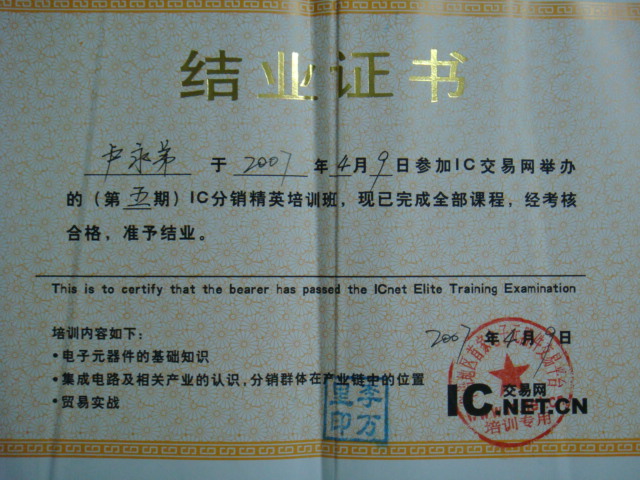 结业证书
卢永弟 于 2007 年4月9日参加IC交易网举办
的（第五期）IC分销精英培训班，现已完成全部课程，经考核
合格，准予结业。
This is to certify that the bearer has passed the ICnet Elite Training Examination
培训内容如下：
2007 年4月9日
•电子元器件的基础知识
•集成电路及相关产业的认识，分销群体在产业链中的位置
•贸易实战
交易网
IC.NET.CN
培训专用
李万
里印